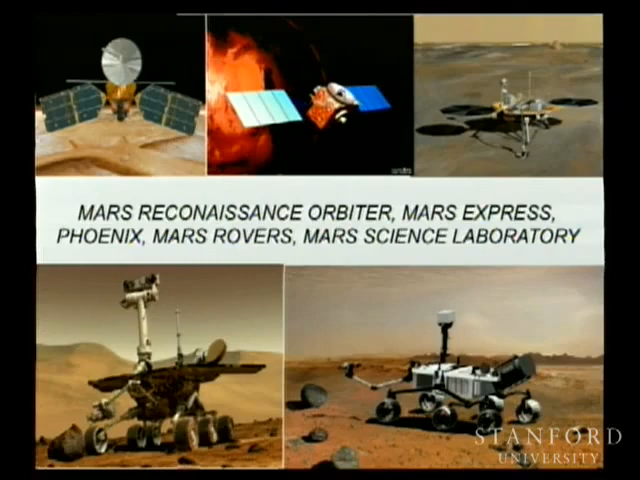 MARS RECONAISSANCE ORBITER, MARS EXPRESS,
PHOENIX, MARS ROVERS, MARS SCIENCE LABORATORY
STANFORD
UNIVERSITY